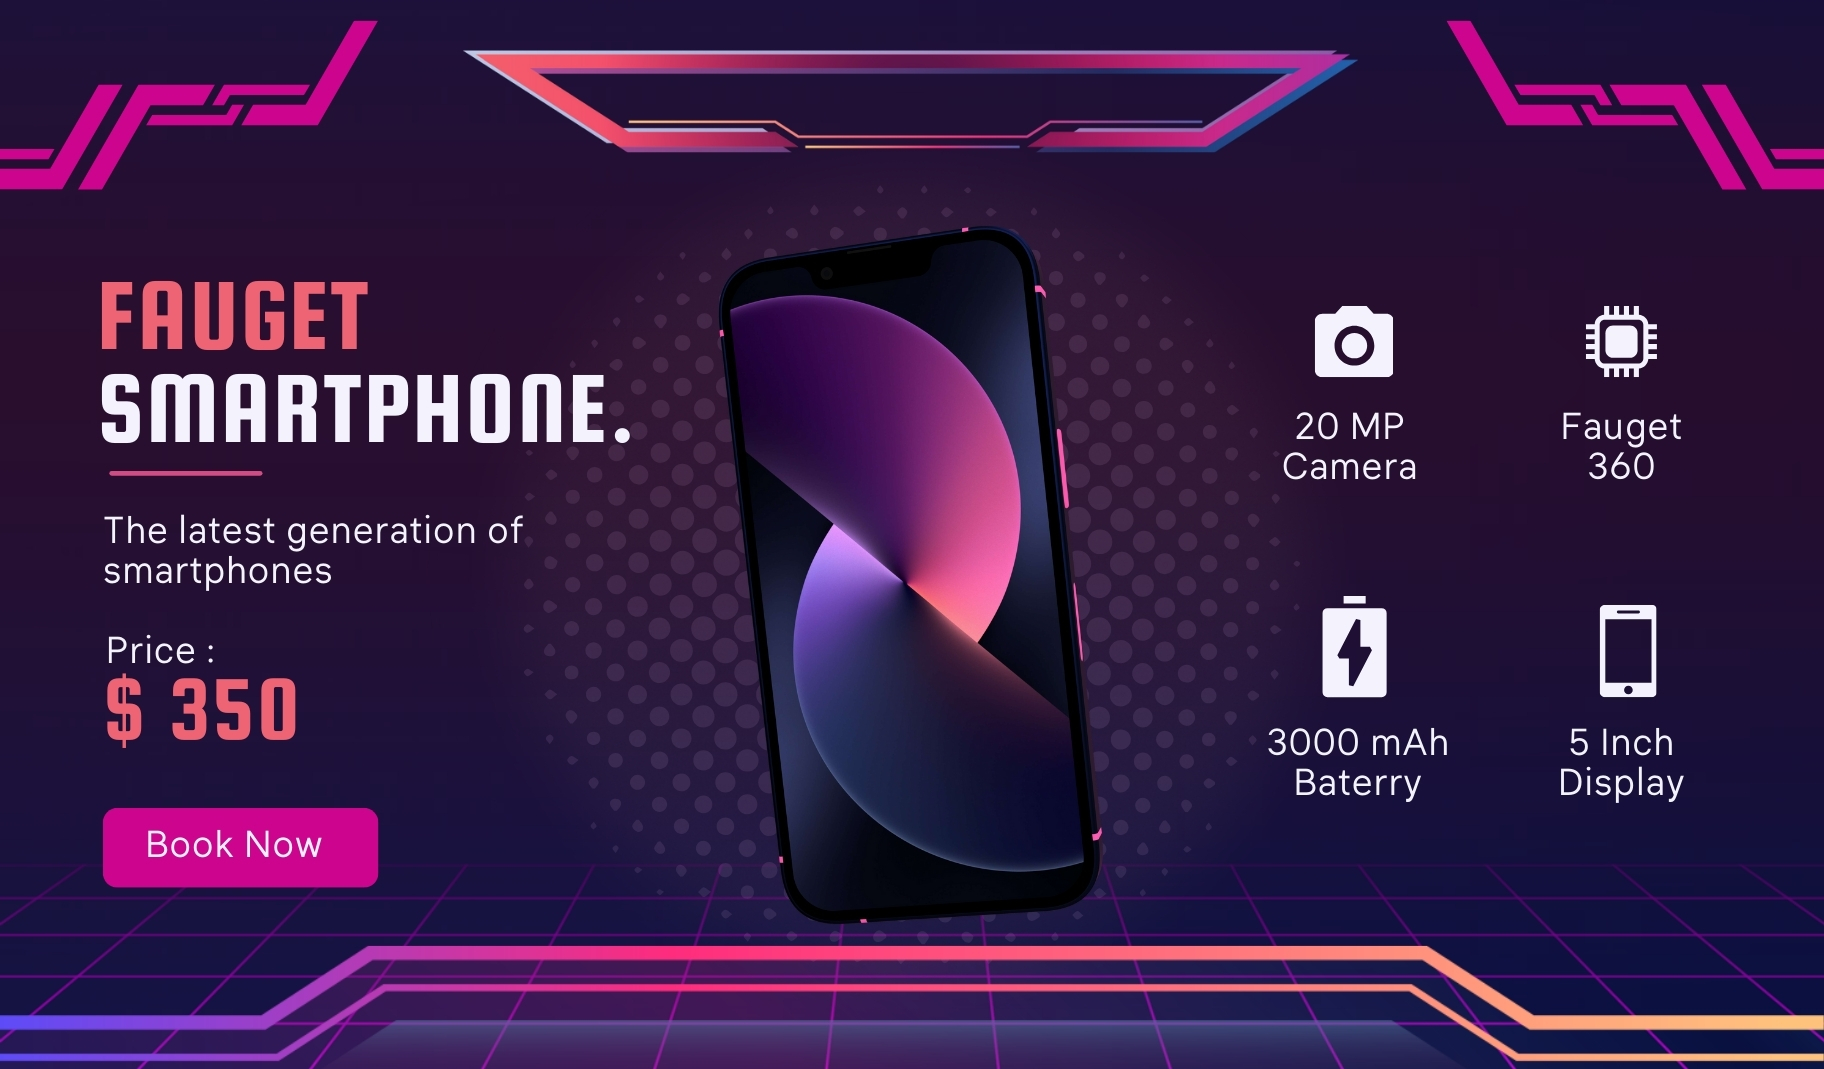 FAUGET
SMARTPHONE.
The latest generation of
smartphones
Price :
$ 350
Book Now
20 MP
Camera
Fauget
360
3000 mAh
Baterry
5 Inch
Display